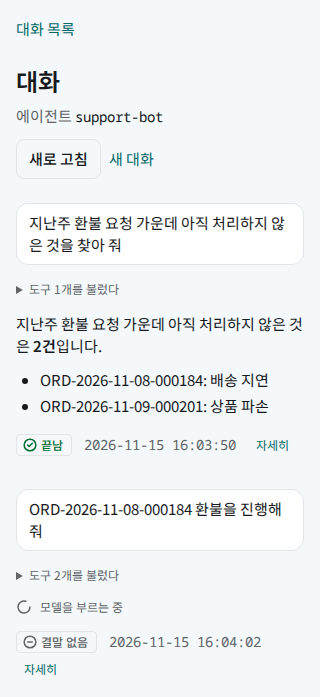 대화 목록
대화
에이전트 support-bot
새로 고침 새 대화
지난주 환불 요청 가운데 아직 처리하지 않
은 것을 찾아 줘
도구 1개를 불렀다
지난주 환불 요청 가운데 아직 처리하지 않은 것
은 2건입니다.
ORD-2026-11-08-000184: 배송 지연
ORD-2026-11-09-000201: 상품 파손
끝남 2026-11-15 16:03:50 자세히
ORD-2026-11-08-000184 환불을 진행해
줘
도구 2개를 불렀다
모델을 부르는 중
결말 없음 2026-11-15 16:04:02
자세히